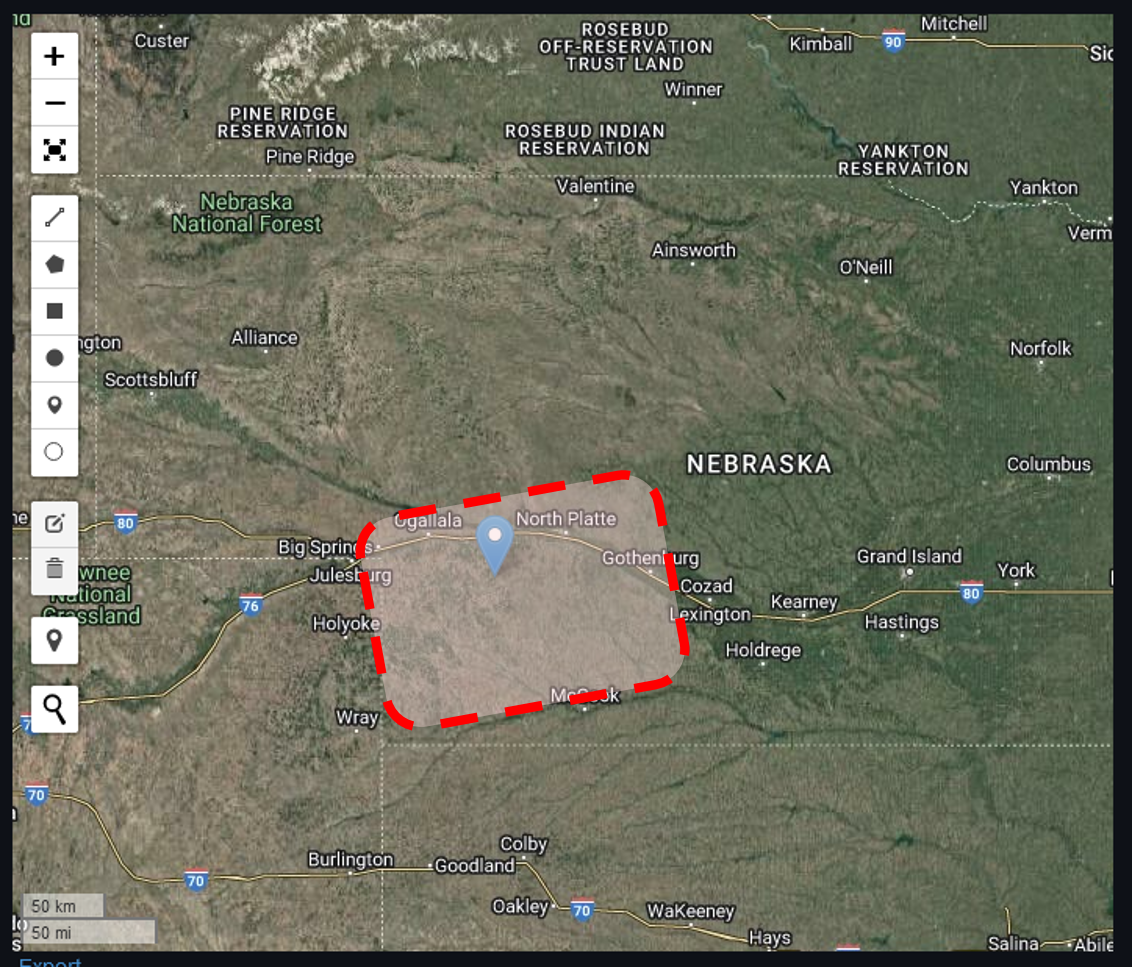 Custer
ROSEBUD
OFF-RESERVATION
TRUST LAND
Mitchell
Kimball
90
Winner
PINE RIDGE
RESERVATION
ROSEBUD INDIAN
RESERVATION
Pine Ridge
YANKTON
RESERVATION
Valentine
Yankton
Nebraska
National Forest
Verm
Ainsworth
O'Neill
Alliance
ngton
Norfolk
Scottsbluff
NEBRASKA
Columbus
80
Ogallala
North Platte
Big Springs
Gothenburg
Grand Island
Julesburg
wnee
National
Grassland
76
Cozad
York
80
Kearney
Lexington
Hastings
Holyoke
Holdrege
McCook
Wray
70
Colby
Burlington
Goodland
70
Oakley
70
WaKeeney
Hays
Salina
Abile
50 km
50 mi
Export